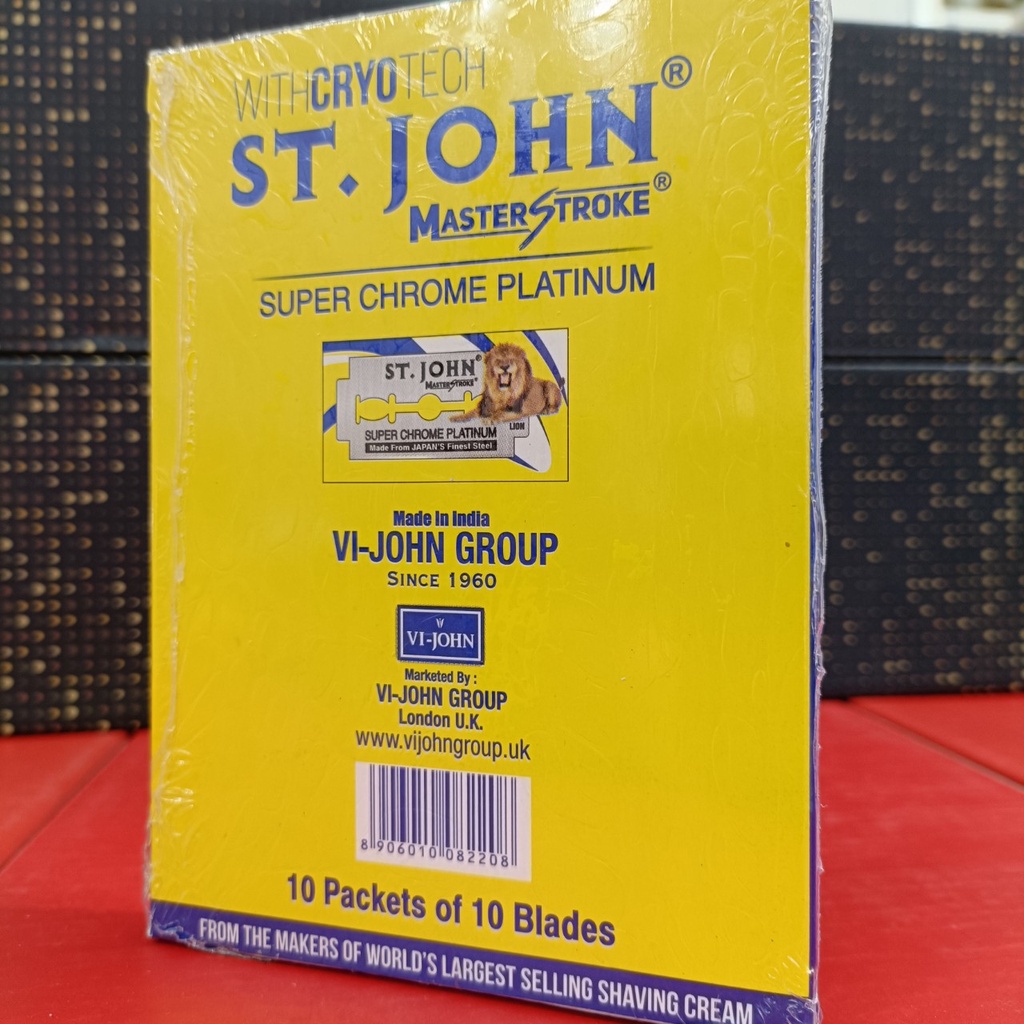 WITHCRYOTECH
ST. JOHN®
MASTERSTROKE®
SUPER CHROME PLATINUM
ST. JOHN®
MASTERSTROKE®
LION
SUPER CHROME PLATINUM
Made From JAPAN'S Finest Steel
Made In India
VI-JOHN GROUP
SINCE 1960
VI-JOHN
Marketed By :
VI-JOHN GROUP
London U.K.
www.vijohngroup.uk
8 906010 082208
10 Packets of 10 Blades
FROM THE MAKERS OF WORLD'S LARGEST SELLING SHAVING CREAM